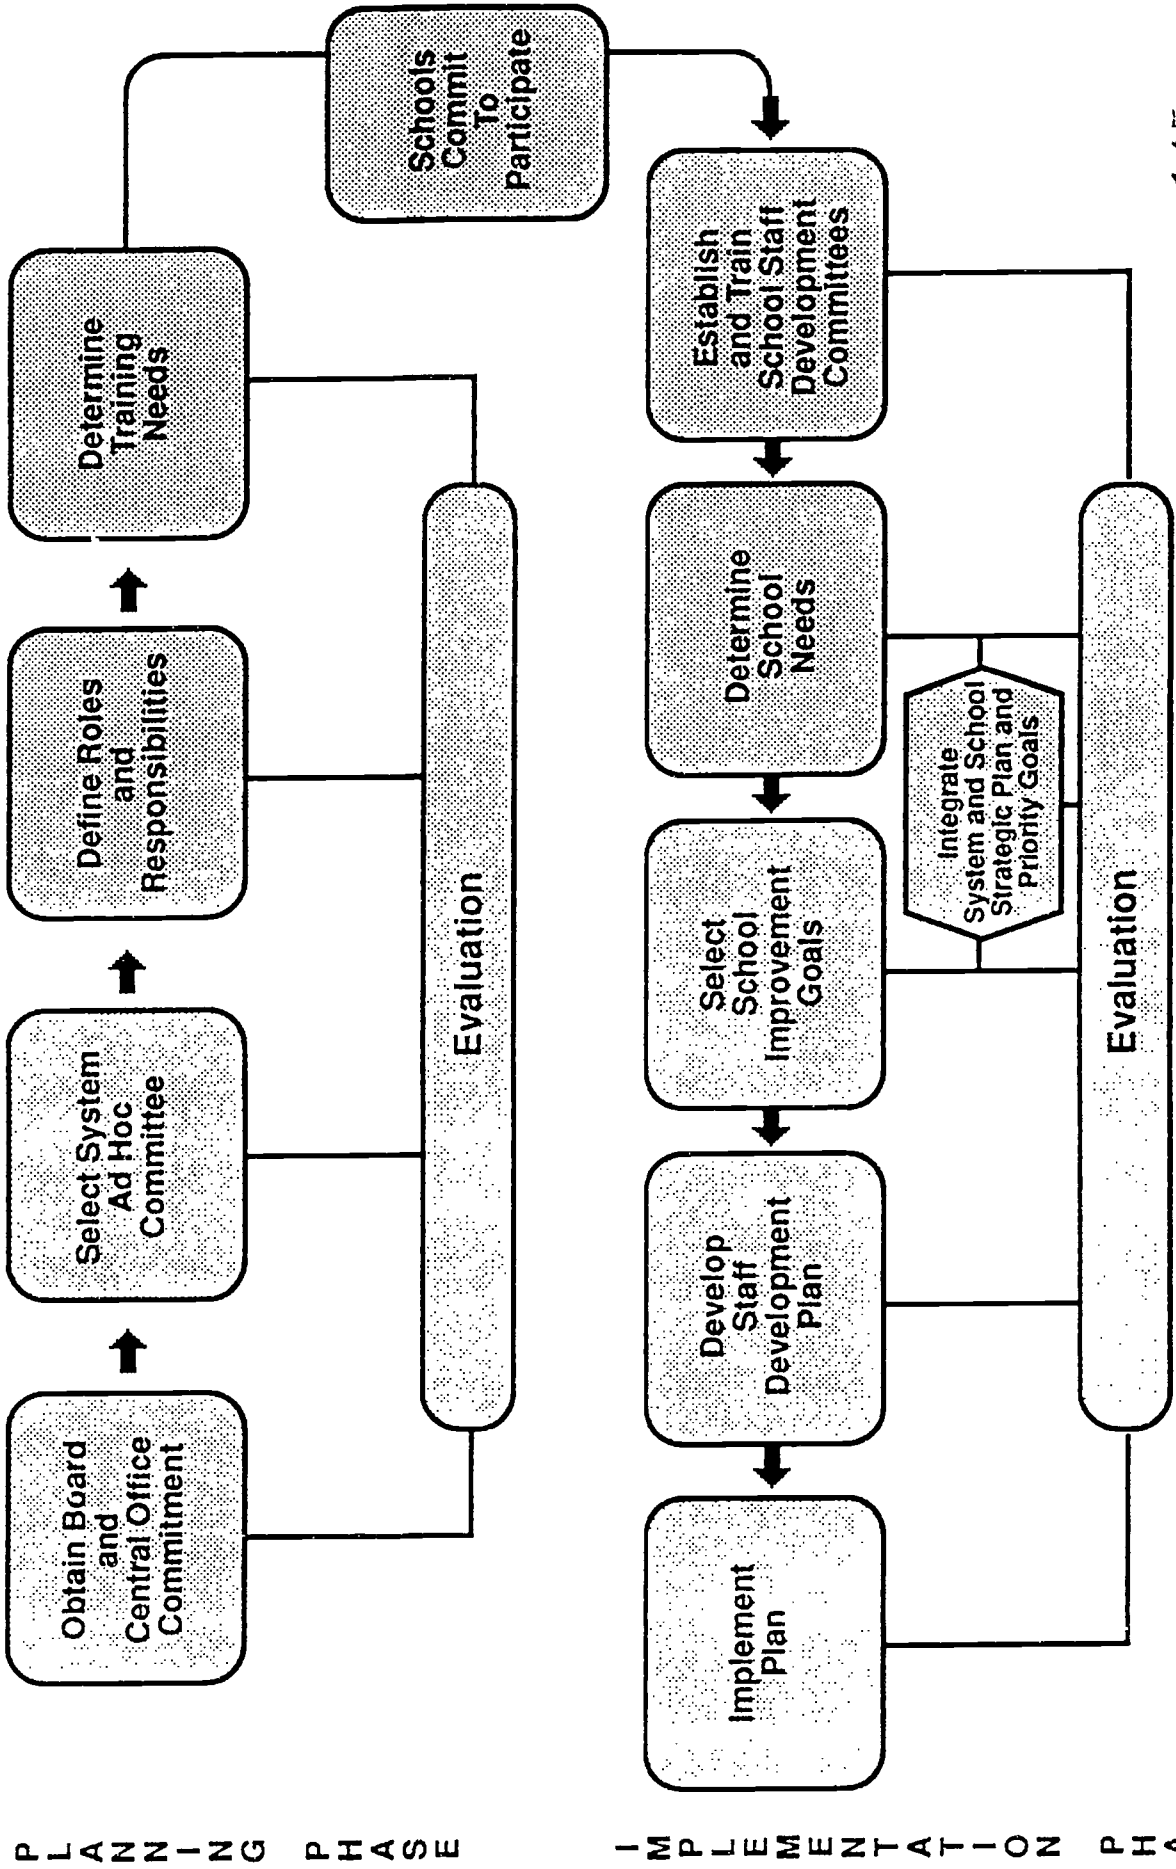 PLANNING PHASE
Obtain Board
and
Central Office
Commitment
Select System
Ad Hoc
Committee
Define Roles
and
Responsibilities
Determine
Training
Needs
Evaluation
Schools
Commit
To
Participate
IMPLEMENTATION PHA
Establish
and Train
School Staff
Development
Committees
Determine
School
Needs
Select
School
Improvement
Goals
Develop
Staff
Development
Plan
Implement
Plan
Integrate
System and School
Strategic Plan and
Priority Goals
Evaluation